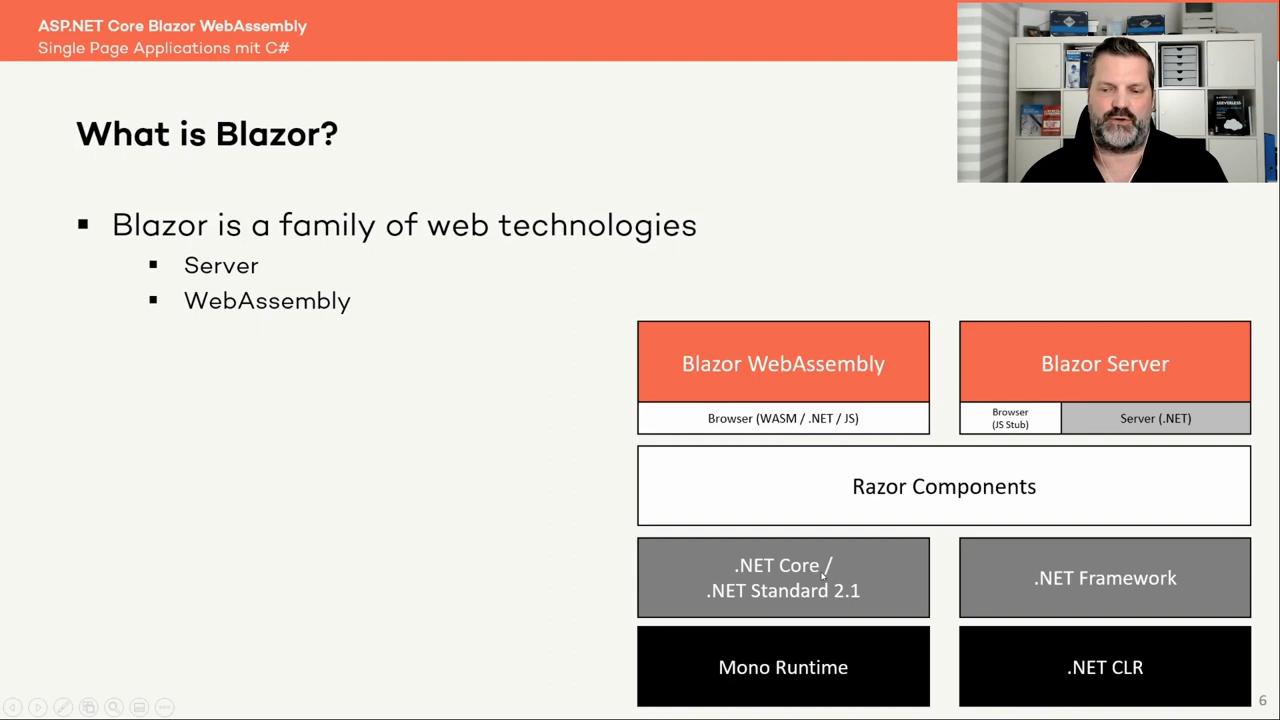 ASP.NET Core Blazor WebAssembly
Single Page Applications mit C#
What is Blazor?
Blazor is a family of web technologies
Server
WebAssembly
Blazor WebAssembly
Browser (WASM / .NET / JS)
Blazor Server
Browser
(JS Stub)
Server (.NET)
Razor Components
.NET Core /
.NET Standard 2.1
.NET Framework
Mono Runtime
.NET CLR
6
SERVERLESS